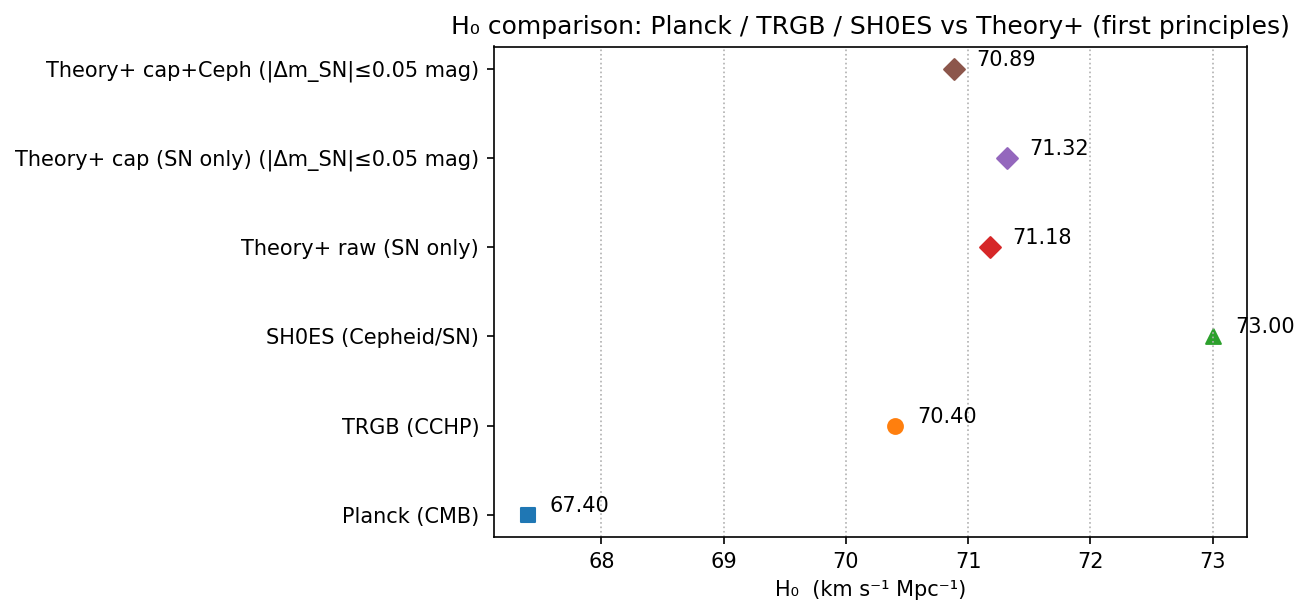 H₀ comparison: Planck / TRGB / SH0ES vs Theory+ (first principles)
Theory+ cap+Ceph (|Δm_SN|≤0.05 mag)
70.89
Theory+ cap (SN only) (|Δm_SN|≤0.05 mag)
71.32
Theory+ raw (SN only)
71.18
SH0ES (Cepheid/SN)
73.00
TRGB (CCHP)
70.40
Planck (CMB)
67.40
68 69 70 71 72 73
H₀ (km s⁻¹ Mpc⁻¹)